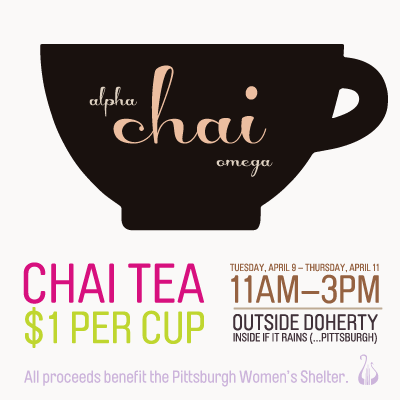 alpha
chai
omega
CHAI TEA
$1 PER CUP
TUESDAY, APRIL 9 – THURSDAY, APRIL 11
11AM–3PM
OUTSIDE DOHERTY
INSIDE IF IT RAINS (...PITTSBURGH)
All proceeds benefit the Pittsburgh Women's Shelter.